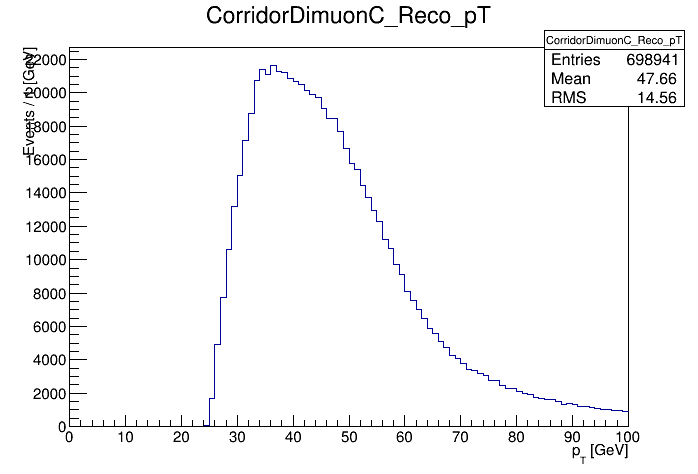 CorridorDimuonC_Reco_pT
CorridorDimuonC_Reco_pT
Entries 698941
Mean 47.66
RMS 14.56
22000
20000
18000
16000
14000
12000
10000
8000
6000
4000
2000
0
0 10 20 30 40 50 60 70 80 90 100
p_T [GeV]